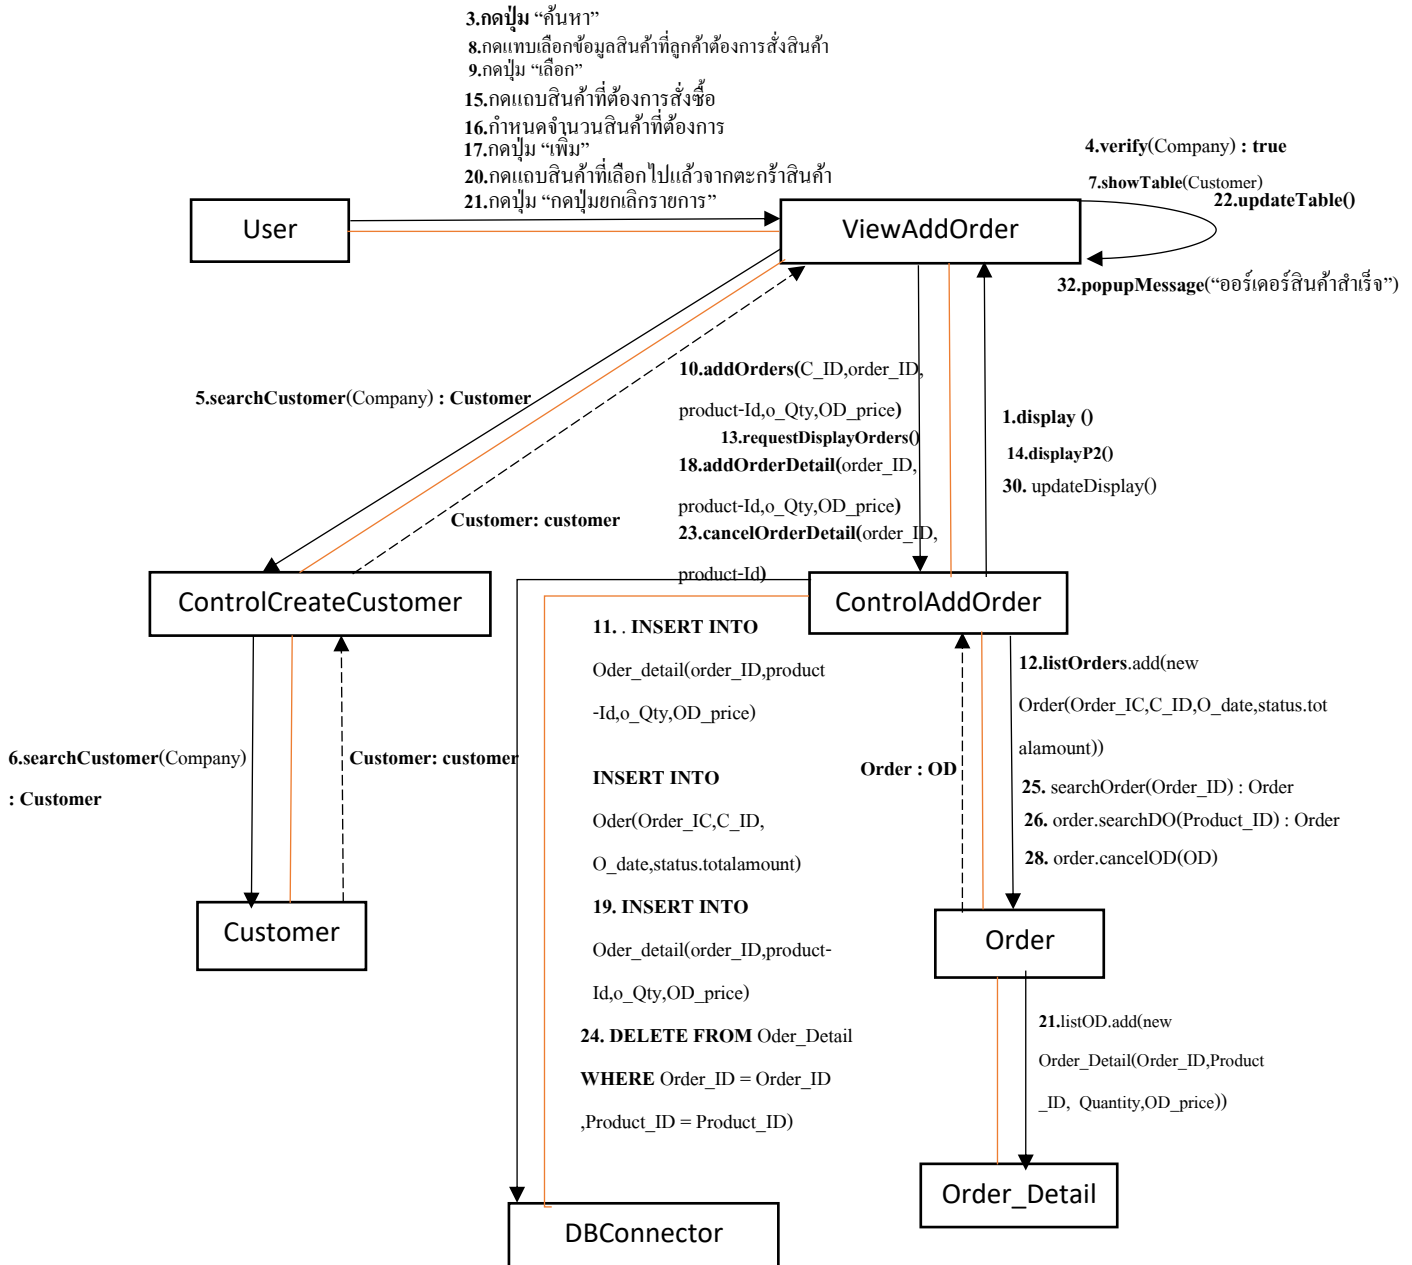 3.กดปุ่ม “ค้นหา”
8.กดแทบเลือกข้อมูลสินค้าที่ลูกค้าต้องการสั่งสินค้า
9.กดปุ่ม “เลือก”
15.กดแถบสินค้าที่ต้องการสั่งซื้อ
16.กำหนดจำนวนสินค้าที่ต้องการ
17.กดปุ่ม “เพิ่ม”
20.กดแถบสินค้าที่เลือกไปแล้วจากตะกร้าสินค้า
21.กดปุ่ม “กดปุ่มยกเลิกรายการ”
4.verify(Company) : true
7.showTable(Customer)
22.updateTable()
User
ViewAddOrder
32.popupMessage(“ออร์เดอร์สินค้าสำเร็จ”)
5.searchCustomer(Company) : Customer
10.addOrders(C_ID,order_ID,
product-Id,o_Qty,OD_price)
13.requestDisplayOrders()
18.addOrderDetail(order_ID,
product-Id,o_Qty,OD_price)
23.cancelOrderDetail(order_ID,
product-Id)
1.display ()
14.displayP2()
30. updateDisplay()
Customer: customer
ControlCreateCustomer
ControlAddOrder
11. . INSERT INTO
Oder_detail(order_ID,product
-Id,o_Qty,OD_price)
INSERT INTO
Oder(Order_IC,C_ID,
O_date,status.totalamount)
19. INSERT INTO
Oder_detail(order_ID,product-
Id,o_Qty,OD_price)
24. DELETE FROM Oder_Detail
WHERE Order_ID = Order_ID
,Product_ID = Product_ID)
12.listOrders.add(new
Order(Order_IC,C_ID,O_date,status.tot
alamount))
25. searchOrder(Order_ID) : Order
26. order.searchDO(Product_ID) : Order
28. order.cancelOD(OD)
Order : OD
6.searchCustomer(Company)
: Customer
Customer: customer
Customer
Order
21.listOD.add(new
Order_Detail(Order_ID,Product
_ID, Quantity,OD_price))
Order_Detail
DBConnector